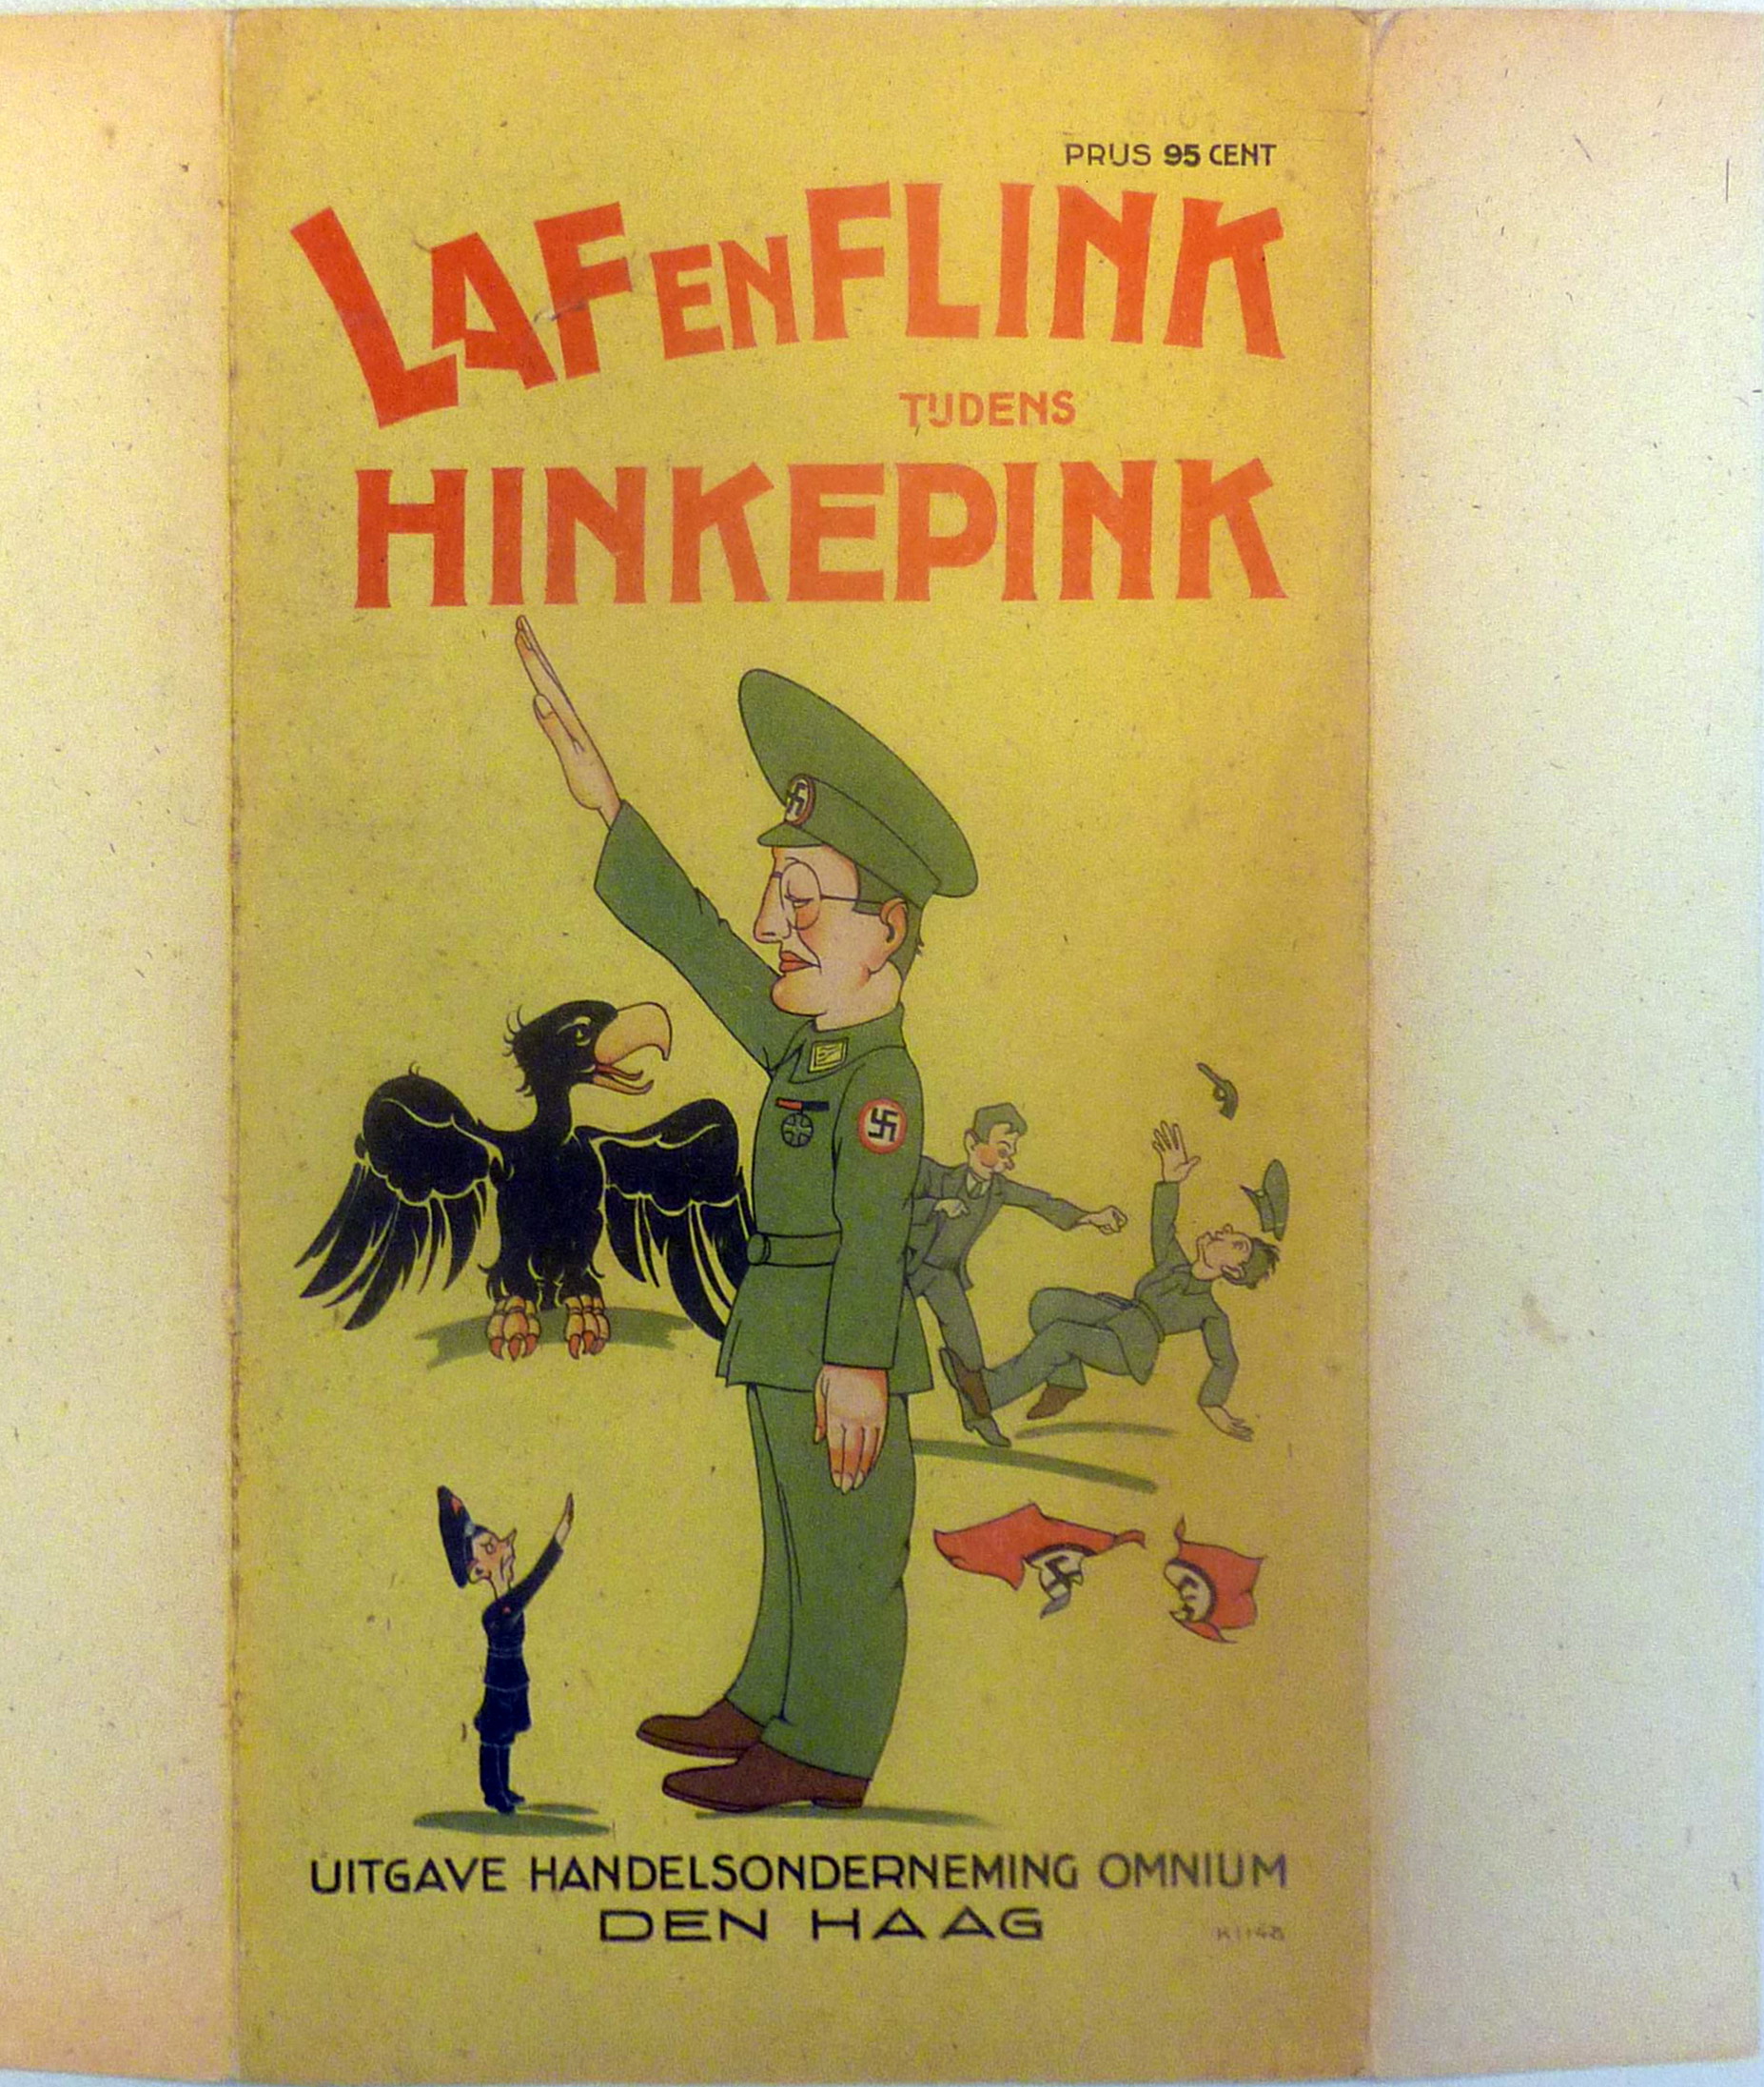 PRIJS 95 CENT
LAF EN FLINK
TIJDENS
HINKEPINK
UITGAVE HANDELSONDERNEMING OMNIUM
DEN HAAG